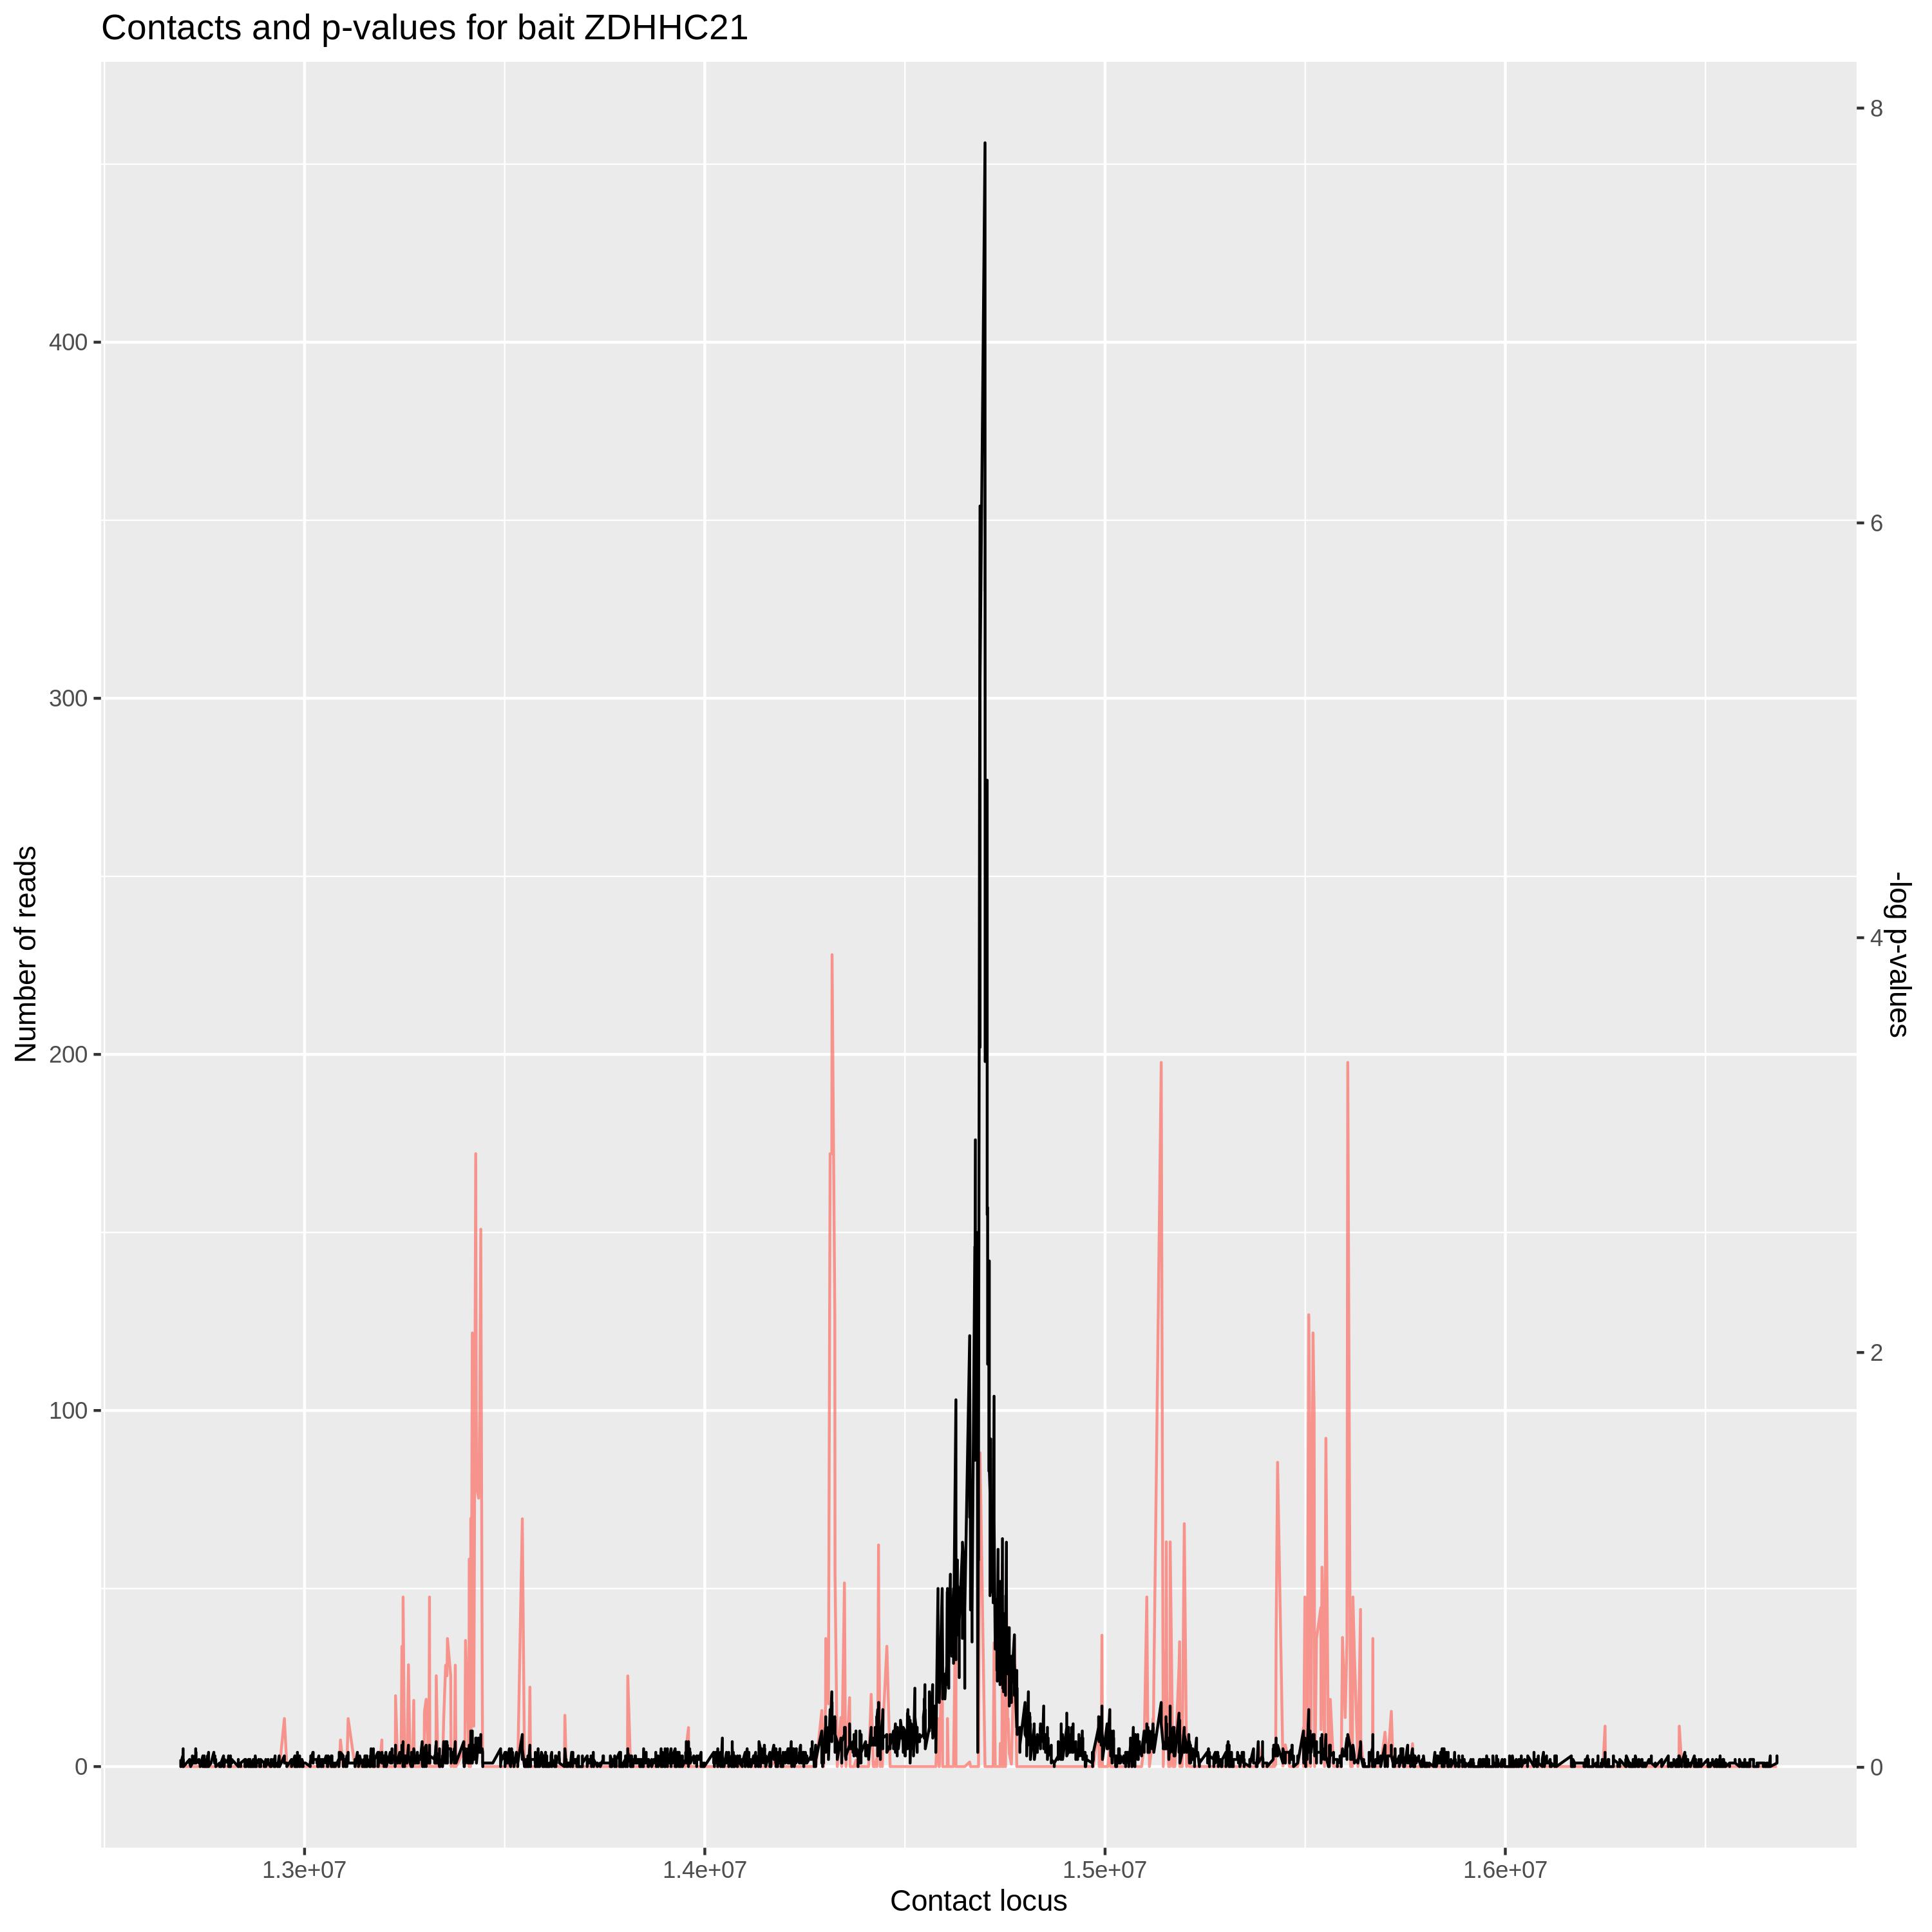 Contacts and p-values for bait ZDHHC21
8
400
6
300
Number of reads
-log p-values
4
200
2
100
0
0
1.3e+07
1.4e+07
1.5e+07
1.6e+07
Contact locus